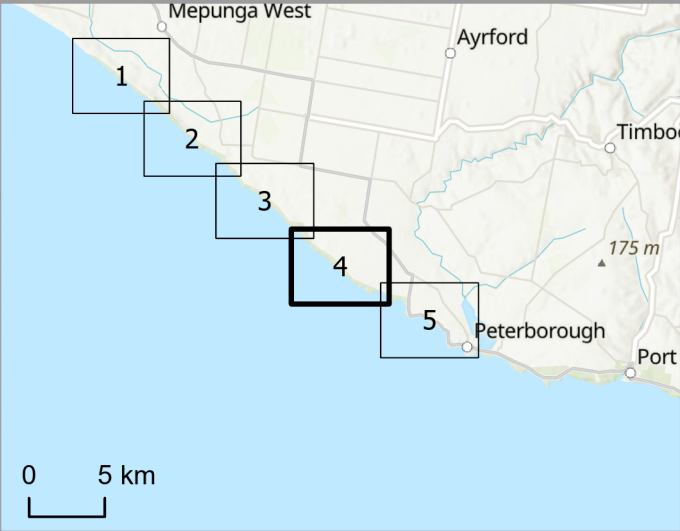 Mepunga West
Ayrford
1
2
Timboo
3
175 m
4
5
Peterborough
Port
0 5 km